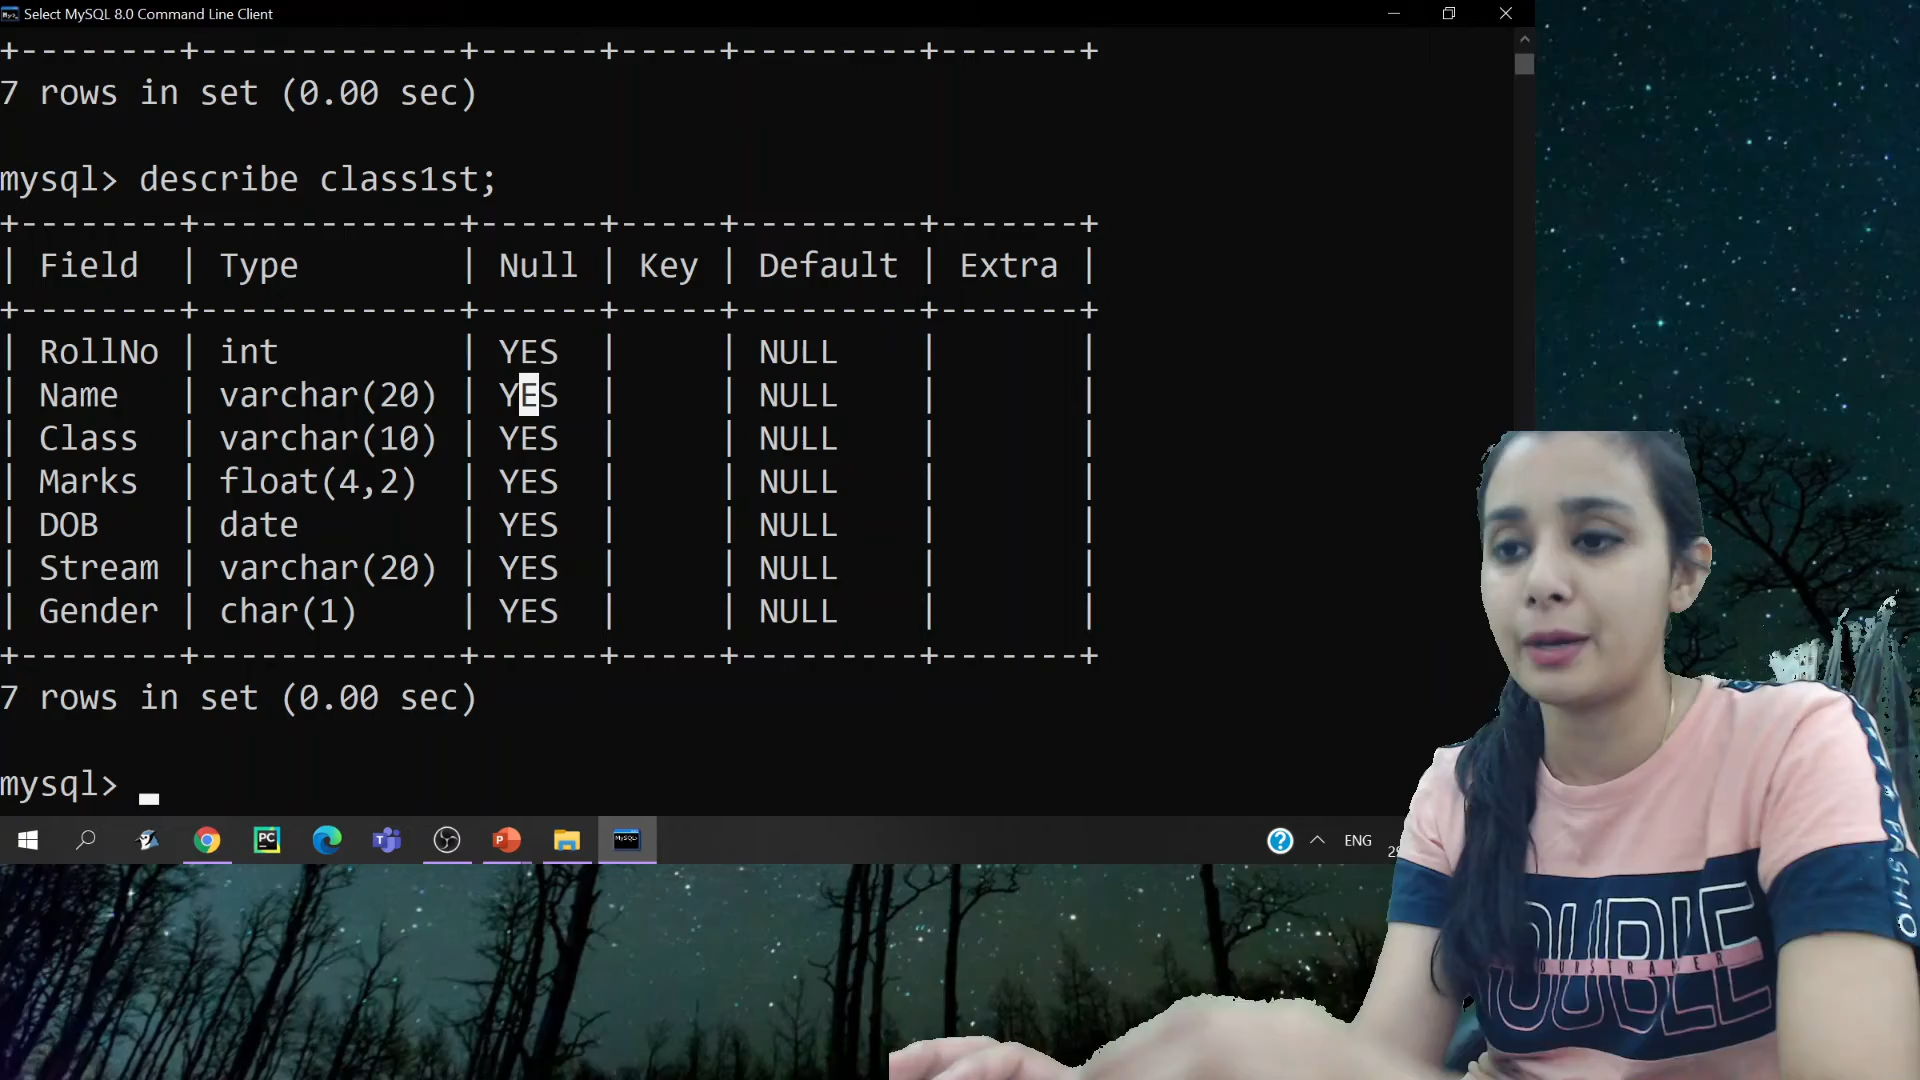 Select MySQL 8.0 Command Line Client
+--------+-------------+------+-----+---------+-------+
7 rows in set (0.00 sec)
mysql> describe class1st;
+--------+-------------+------+-----+---------+-------+
| Field  | Type        | Null | Key | Default | Extra |
+--------+-------------+------+-----+---------+-------+
| RollNo | int         | YES  |     | NULL    |       |
| Name   | varchar(20) | YES  |     | NULL    |       |
| Class  | varchar(10) | YES  |     | NULL    |       |
| Marks  | float(4,2)  | YES  |     | NULL    |       |
| DOB    | date        | YES  |     | NULL    |       |
| Stream | varchar(20) | YES  |     | NULL    |       |
| Gender | char(1)     | YES  |     | NULL    |       |
+--------+-------------+------+-----+---------+-------+
7 rows in set (0.00 sec)
mysql> _
PC
ENG